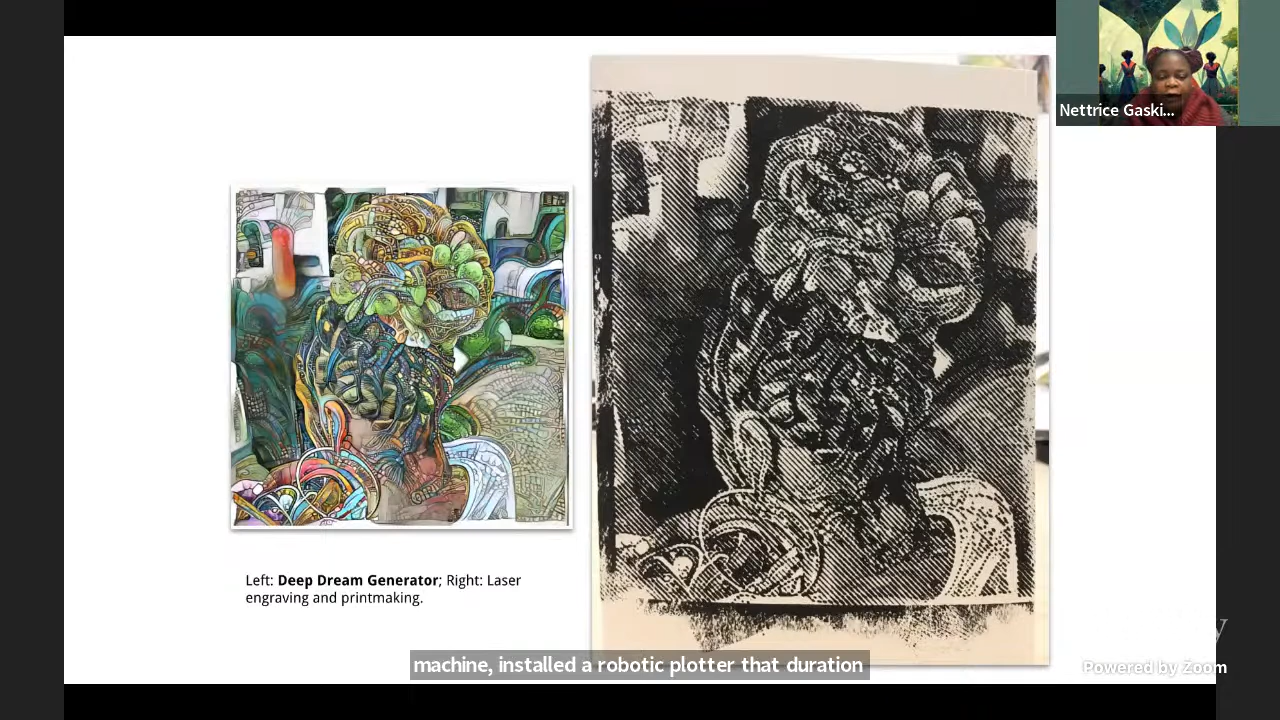 Nettrice Gaski...
Left: Deep Dream Generator; Right: Laser
engraving and printmaking.
machine, installed a robotic plotter that duration
Powered by Zoom